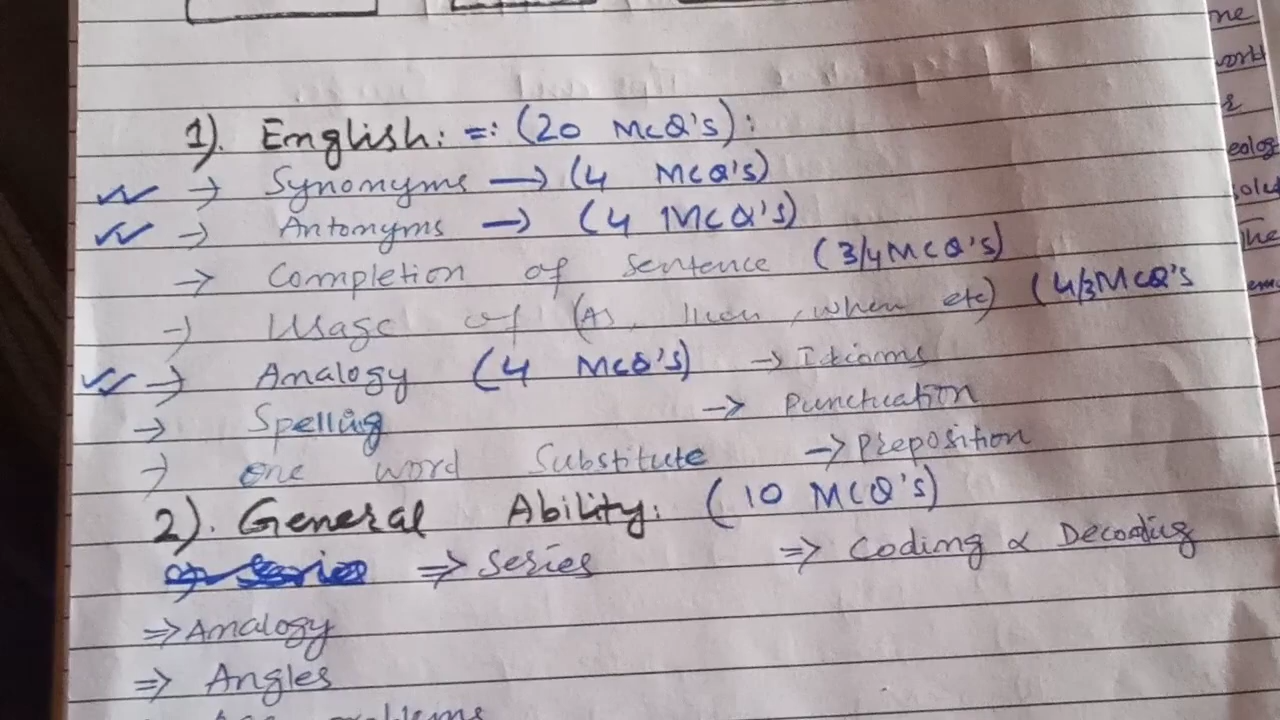 1). English: =: (20 MCQ's):
→ Synonyms → (4 MCQ's)
→ Antonyms → (4 MCQ's)
→ Completion of sentence (3/4 MCQ's)
→ Usage of (As, when etc) (4/3 MCQ's
→ Analogy (4 MCQ's) → Idioms
→ Spelling → Punctuation
→ One word Substitute → Preposition
2). General Ability: (10 MCQ's)
⇒ Series ⇒ Coding & Decoding
⇒ Analogy
⇒ Angles
problems